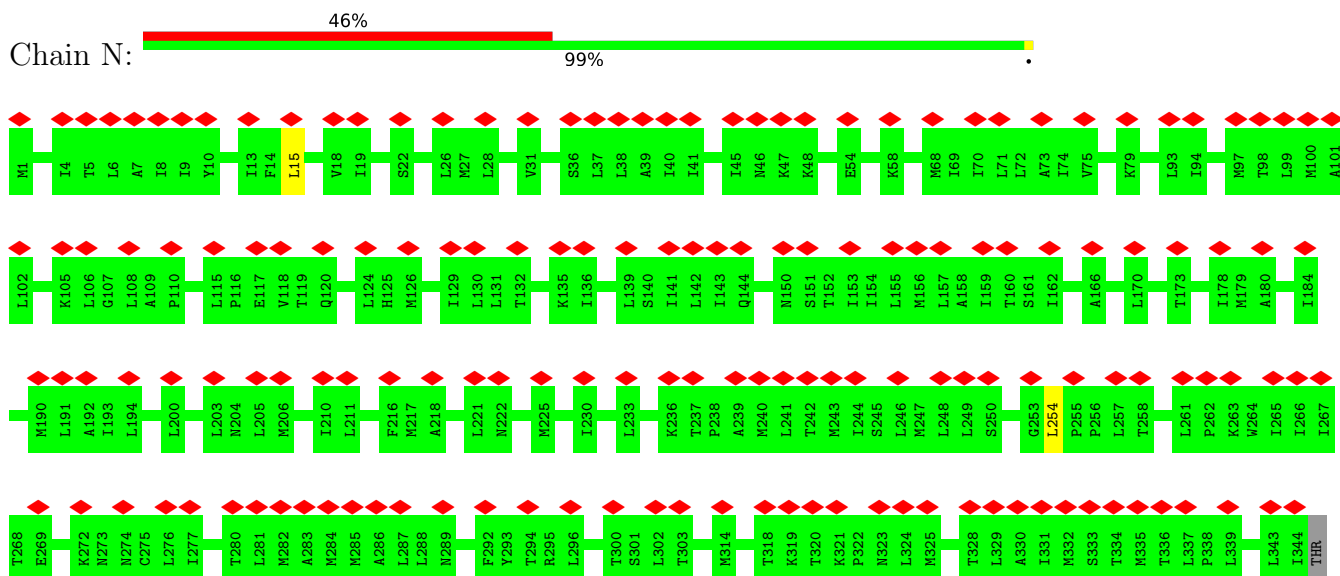 46%
Chain N:
99%
.
M1 I4 T5 L6 A7 I8 I9 Y10 I13 F14 L15 V18 I19 S22 L26 M27 L28 V31 S36 L37 L38 A39 I40 I41 I45 N46 K47 K48 E54 K58 M68 I69 I70 L71 L72 A73 I74 V75 K79 L93 I94 M97 T98 L99 M100 A101
L102 K105 L106 G107 L108 A109 P110 L115 P116 E117 V118 T119 Q120 L124 H125 M126 I129 L130 L131 T132 K135 I136 L139 S140 I141 L142 I143 Q144 N150 S151 T152 I153 I154 L155 M156 L157 A158 I159 T160 S161 I162 A166 L170 T173 I178 M179 A180 I184
M190 L191 A192 I193 L194 L200 L203 N204 L205 M206 I210 L211 F216 M217 A218 L221 N222 M225 I230 L233 K236 T237 P238 A239 M240 L241 T242 M243 I244 S245 L246 M247 L248 L249 S250 G253 L254 P255 P256 L257 T258 L261 P262 K263 W264 I265 I266 I267
T268 E269 K272 N273 N274 C275 L276 I277 T280 L281 M282 A283 M284 M285 A286 L287 L288 N289 F292 Y293 T294 R295 L296 T300 S301 L302 T303 M314 T318 K319 T320 K321 P322 N323 L324 M325 T328 L329 A330 I331 M332 S333 T334 M335 T336 L337 P338 L339 L343 I344 THR